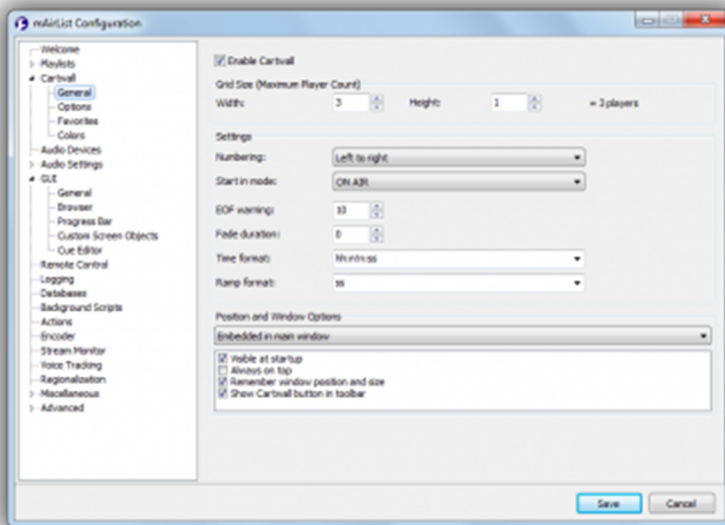 mAirList Configuration
Welcome
Playlists
Cartwall
General
Options
Favorites
Colors
Audio Devices
Audio Settings
GUI
General
Browser
Progress Bar
Custom Screen Objects
Cue Editor
Remote Control
Logging
Databases
Background Scripts
Actions
Encoder
Stream Monitor
Voice Tracking
Regionalization
Miscellaneous
Advanced
Enable Cartwall
Grid Size (Maximum Player Count)
Width: 3 Height: 1 = 3 players
Settings
Numbering: Left to right
Start in mode: ON AIR
EOF warning: 10
Fade duration: 0
Time format: hh:nn:ss
Ramp format: ss
Position and Window Options
Embedded in main window
Visible at startup
Always on top
Remember window position and size
Show Cartwall button in toolbar
Save Cancel